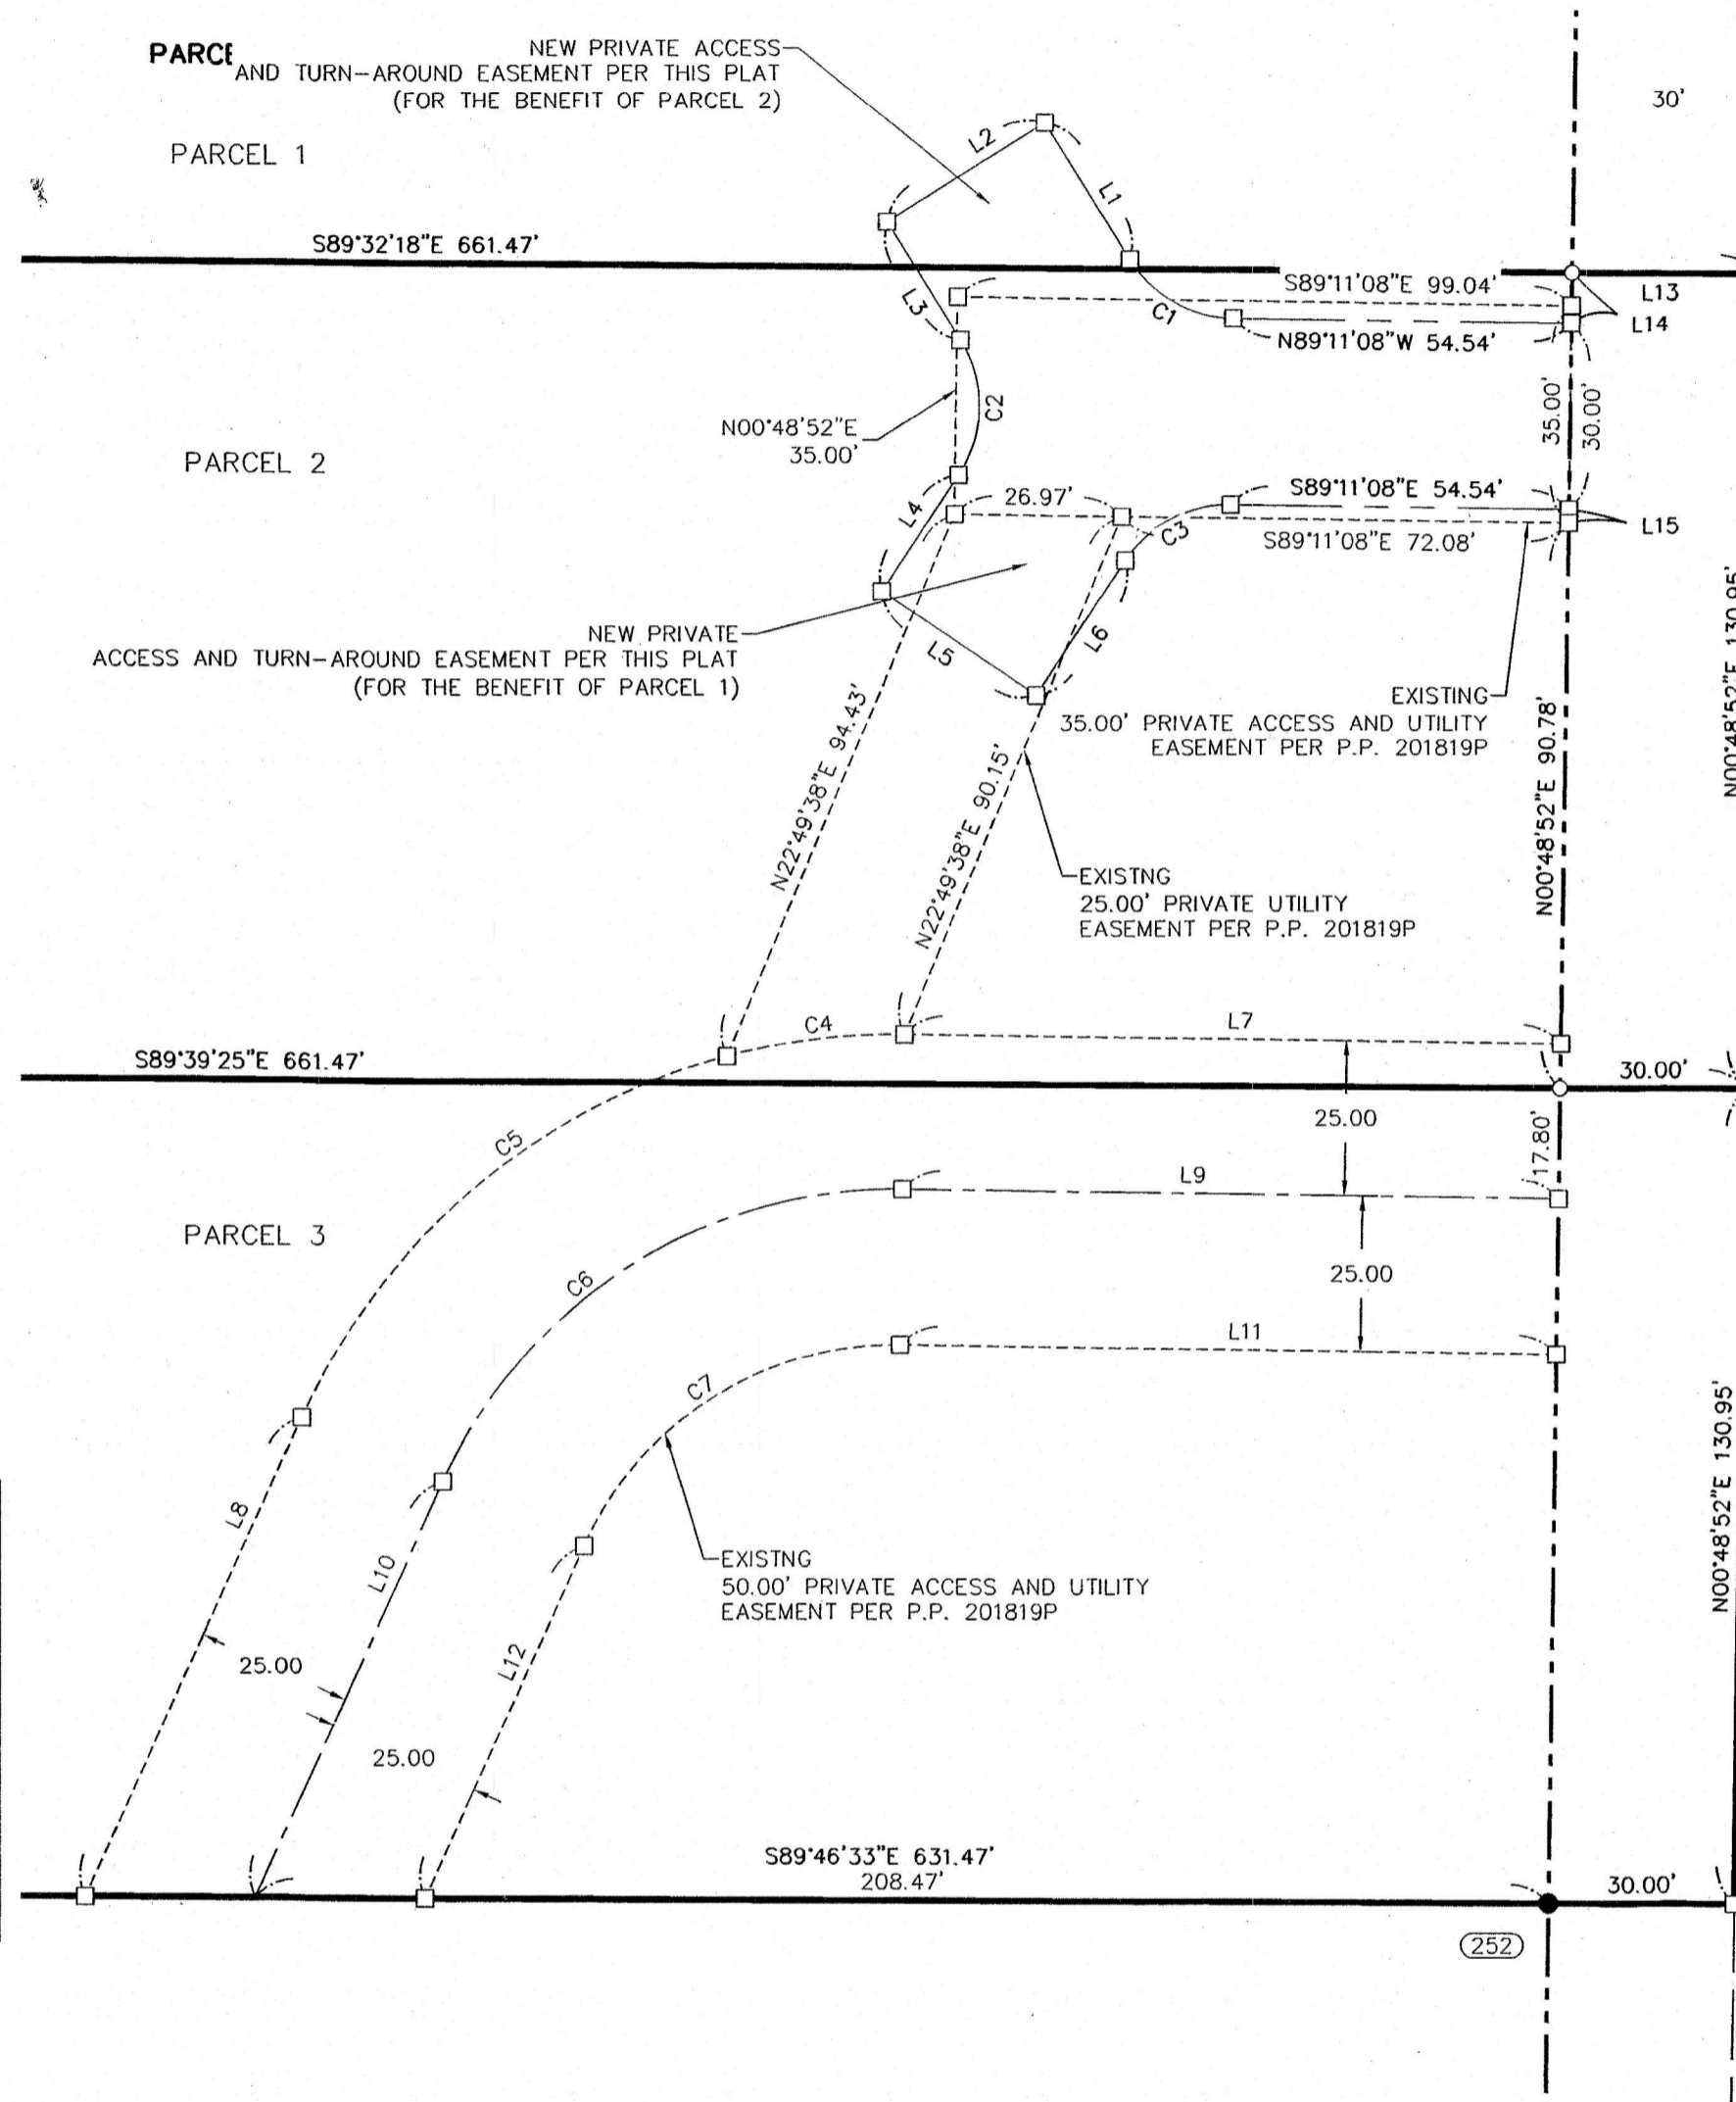 PARCE
NEW PRIVATE ACCESS
AND TURN-AROUND EASEMENT PER THIS PLAT
(FOR THE BENEFIT OF PARCEL 2)
30'
PARCEL 1
L2
L1
S89°32'18"E 661.47'
S89°11'08"E 99.04'
L13
L3
C1
L14
N89°11'08"W 54.54'
C2
35.00'
30.00'
N00°48'52"E
35.00'
PARCEL 2
L4
26.97'
S89°11'08"E 54.54'
C3
L15
S89°11'08"E 72.08'
NEW PRIVATE
ACCESS AND TURN-AROUND EASEMENT PER THIS PLAT
(FOR THE BENEFIT OF PARCEL 1)
L5
L6
N00°48'52"E 130.95'
EXISTING
35.00' PRIVATE ACCESS AND UTILITY
EASEMENT PER P.P. 201819P
N22°49'38"E 94.43'
N22°49'38"E 90.15'
N00°48'52"E 90.78'
EXISTNG
25.00' PRIVATE UTILITY
EASEMENT PER P.P. 201819P
C4
L7
S89°39'25"E 661.47'
30.00'
25.00
17.80'
C5
L9
PARCEL 3
C6
25.00
L11
C7
N00°48'52"E 130.95'
L8
L10
EXISTNG
50.00' PRIVATE ACCESS AND UTILITY
EASEMENT PER P.P. 201819P
L12
25.00
25.00
S89°46'33"E 631.47'
208.47'
30.00'
252